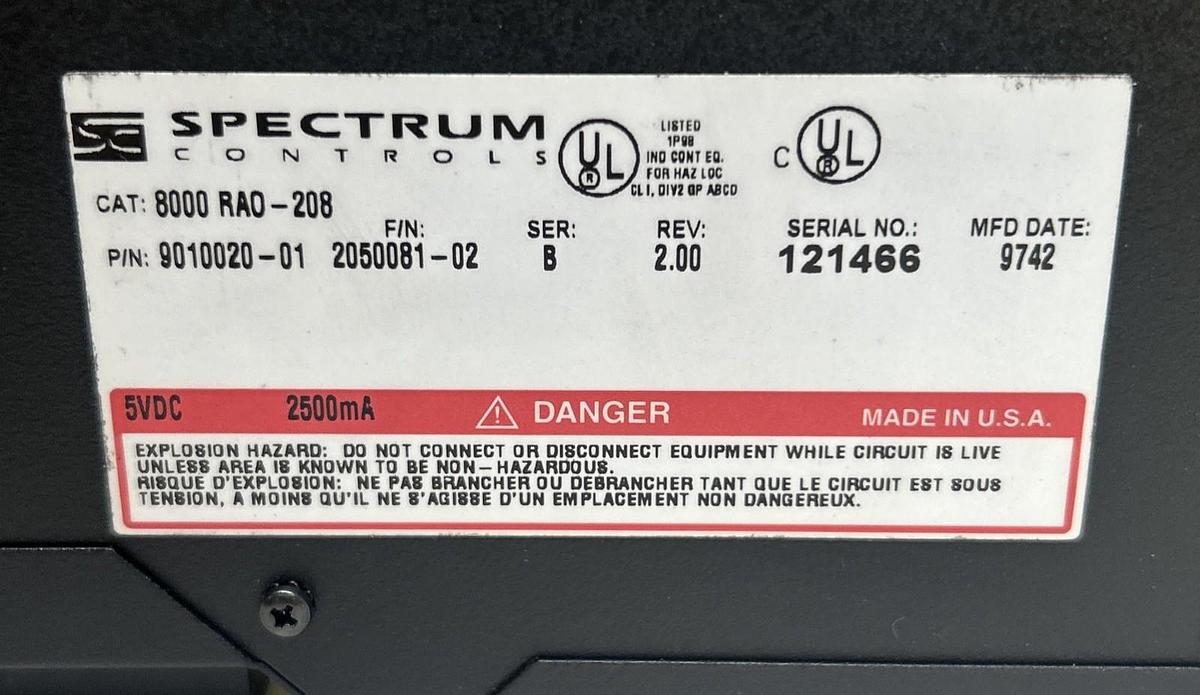 SC SPECTRUM
CONTROLS
UL ®
LISTED
1P98
IND CONT EQ.
FOR HAZ LOC
CL I, DIV2 GP ABCD
C UL ®
CAT: 8000 RAO-208
F/N: SER: REV: SERIAL NO.: MFD DATE:
P/N: 9010020-01 2050081-02 B 2.00 121466 9742
5VDC 2500mA ⚠ DANGER MADE IN U.S.A.
EXPLOSION HAZARD: DO NOT CONNECT OR DISCONNECT EQUIPMENT WHILE CIRCUIT IS LIVE
UNLESS AREA IS KNOWN TO BE NON-HAZARDOUS.
RISQUE D'EXPLOSION: NE PAS BRANCHER OU DEBRANCHER TANT QUE LE CIRCUIT EST SOUS
TENSION, A MOINS QU'IL NE S'AGISSE D'UN EMPLACEMENT NON DANGEREUX.